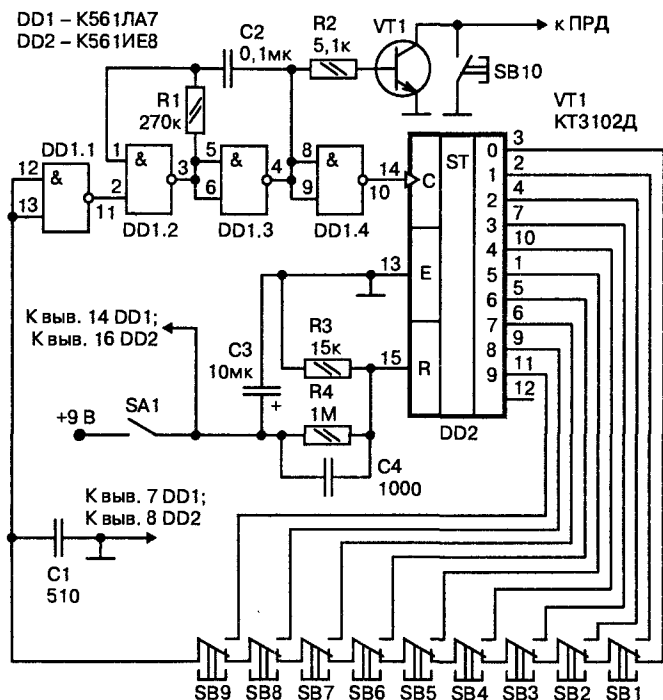 DD1 – К561ЛА7
DD2 – К561ИЕ8
C2
0,1мк
R2
5,1к
VT1
к ПРД
SB10
VT1
КТ3102Д
R1
270к
DD1.1
12
13
&
11
1
2
&
3
DD1.2
5
6
&
4
DD1.3
8
9
&
10
DD1.4
14
C
ST
13
E
15
R
DD2
0
1
2
3
4
5
6
7
8
9
3
2
4
7
10
1
5
6
9
11
12
К выв. 14 DD1;
К выв. 16 DD2
C3
10мк
+
R3
15к
R4
1М
C4
1000
+9 В
SA1
К выв. 7 DD1;
К выв. 8 DD2
C1
510
SB9 SB8 SB7 SB6 SB5 SB4 SB3 SB2 SB1